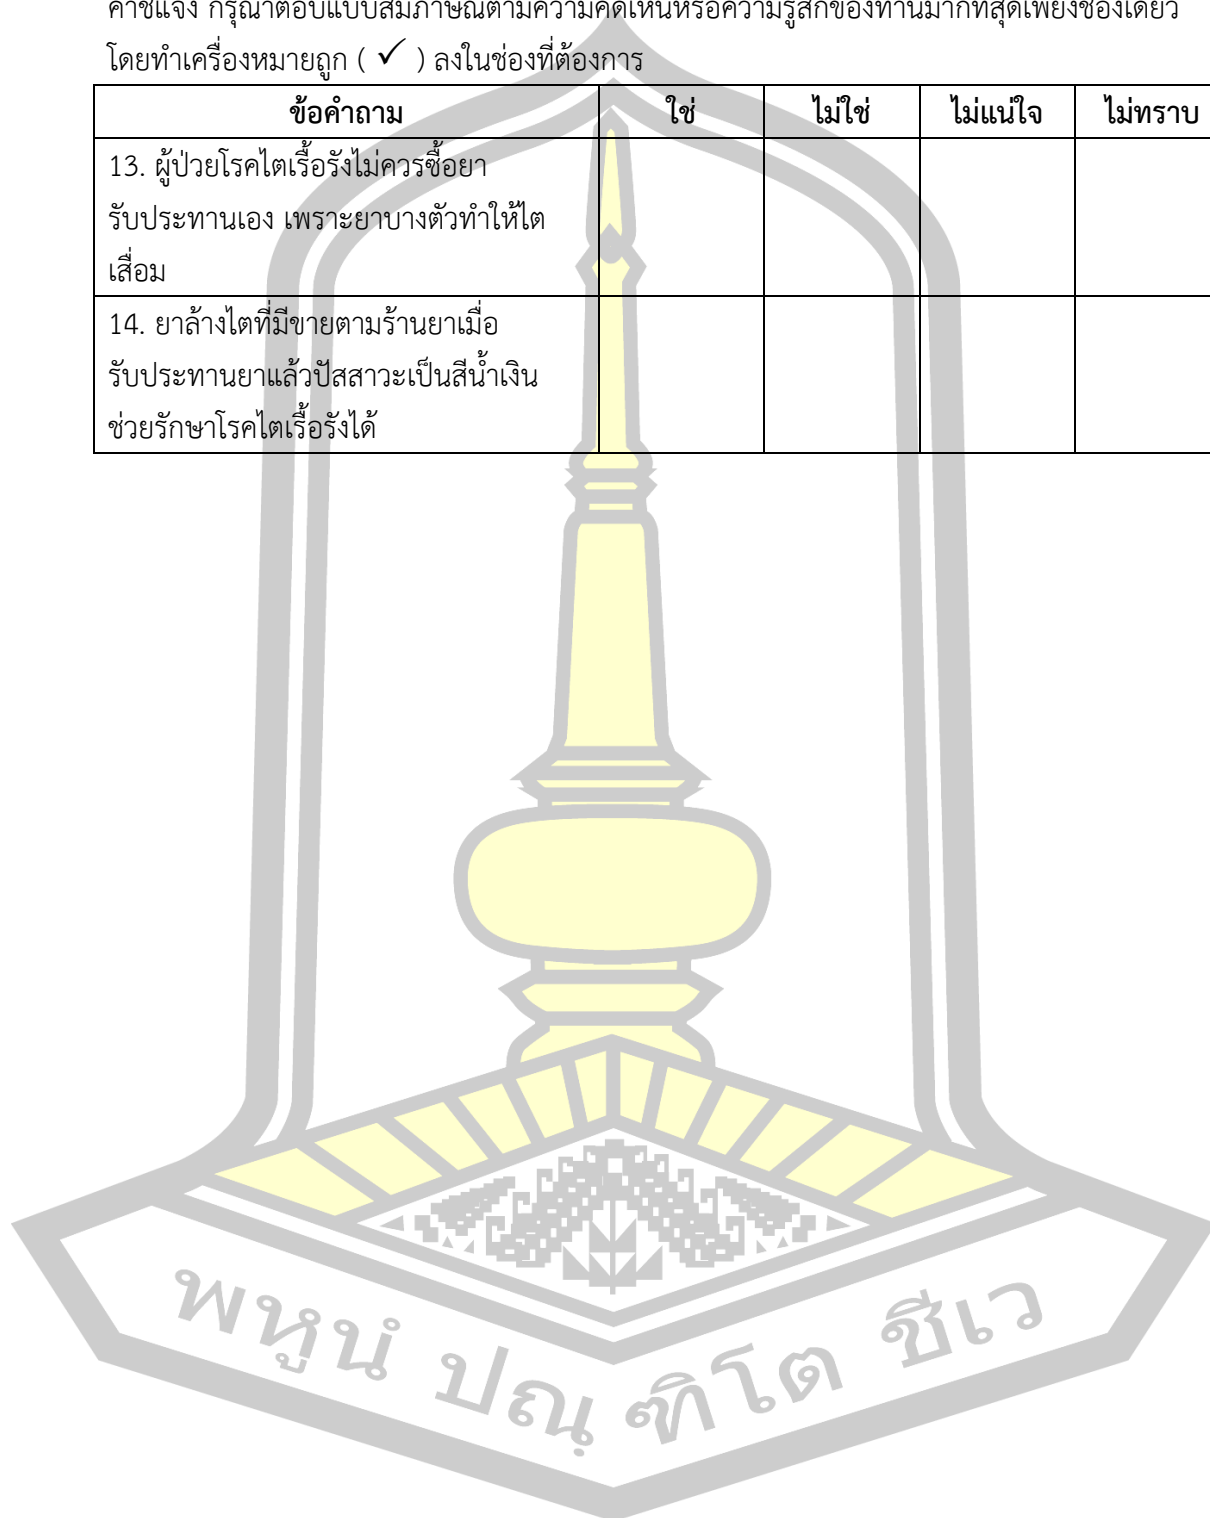 คำชี้แจง กรุณาตอบแบบสัมภาษณ์ตามความคิดเห็นหรือความรู้สึกของท่านมากที่สุดเพียงช่องเดียว
โดยทำเครื่องหมายถูก ( ✓ ) ลงในช่องที่ต้องการ
ข้อคำถาม ใช่ ไม่ใช่ ไม่แน่ใจ ไม่ทราบ
13. ผู้ป่วยโรคไตเรื้อรังไม่ควรซื้อยา
รับประทานเอง เพราะยาบางตัวทำให้ไต
เสื่อม
14. ยาล้างไตที่มีขายตามร้านยาเมื่อ
รับประทานยาแล้วปัสสาวะเป็นสีน้ำเงิน
ช่วยรักษาโรคไตเรื้อรังได้
พหูนํ ปณฺฑิโต ชีเว